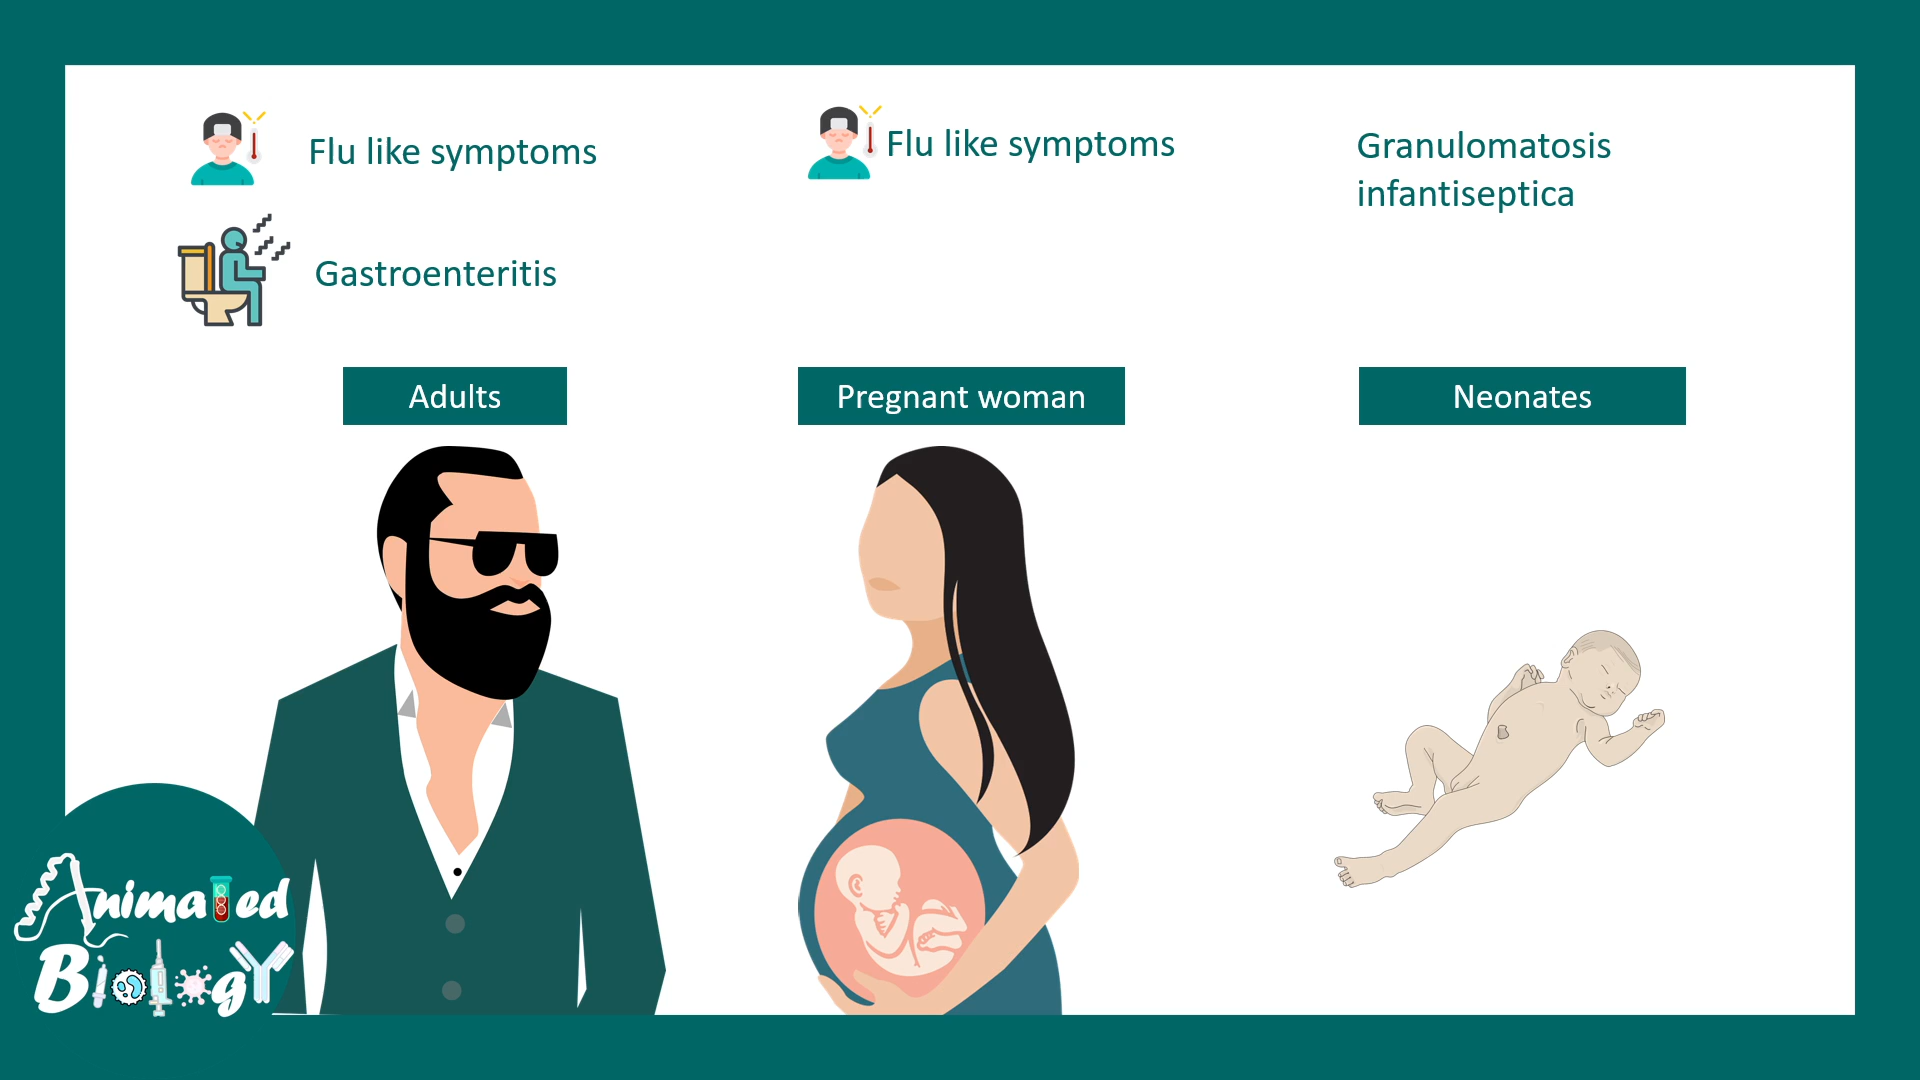 Flu like symptoms
Gastroenteritis
Adults
Flu like symptoms
Pregnant woman
Granulomatosis
infantiseptica
Neonates
Animated
Biology